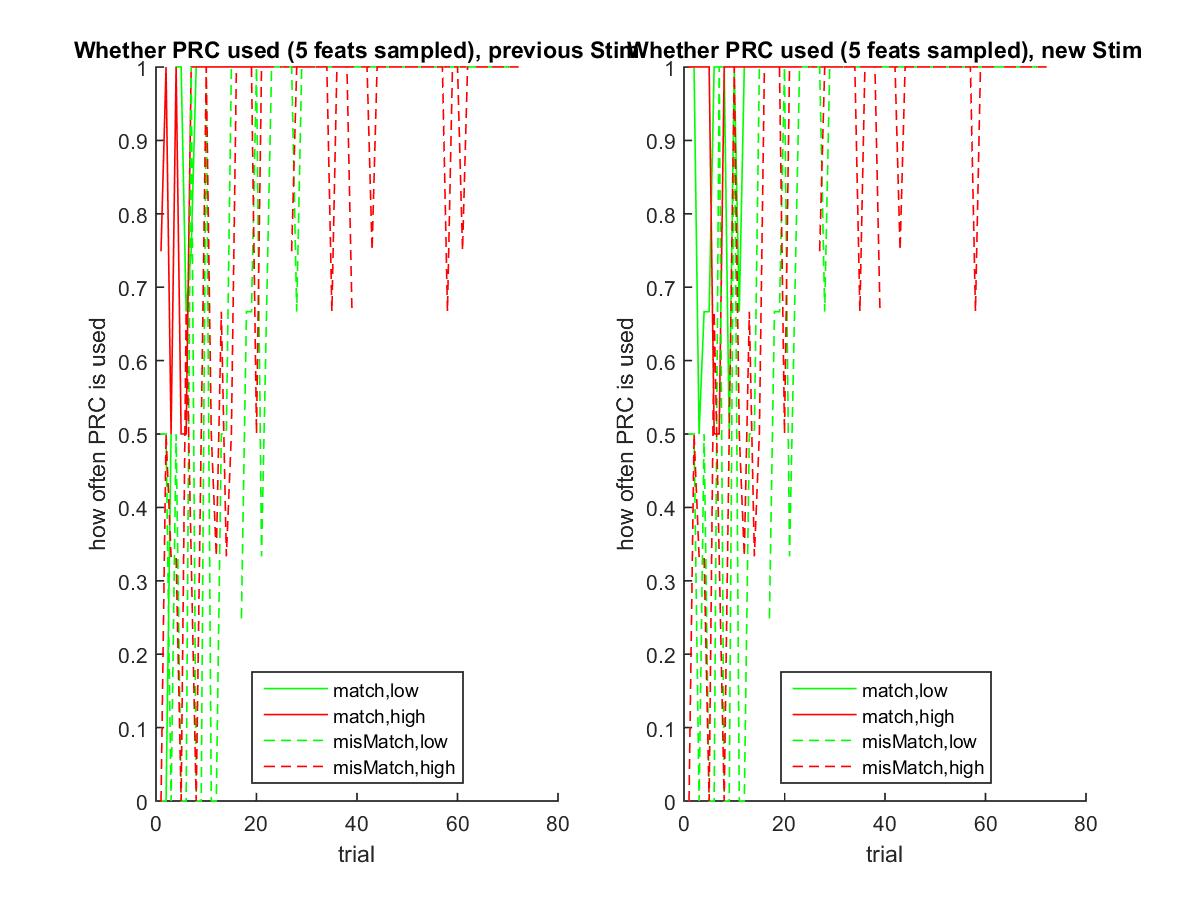 Whether PRC used (5 feats sampled), previous Stim
1
0.9
0.8
0.7
0.6
0.5
0.4
0.3
0.2
0.1
0
how often PRC is used
match,low
match,high
misMatch,low
misMatch,high
0 20 40 60 80
trial
Whether PRC used (5 feats sampled), new Stim
1
0.9
0.8
0.7
0.6
0.5
0.4
0.3
0.2
0.1
0
how often PRC is used
match,low
match,high
misMatch,low
misMatch,high
0 20 40 60 80
trial